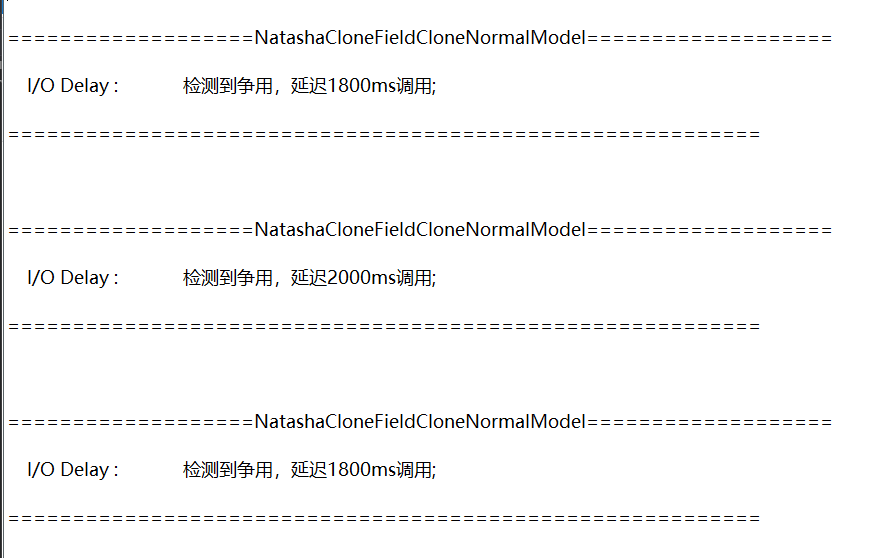 ===================NatashaCloneFieldCloneNormalModel===================
I/O Delay :	检测到争用，延迟1800ms调用;
==========================================================
===================NatashaCloneFieldCloneNormalModel===================
I/O Delay :	检测到争用，延迟2000ms调用;
==========================================================
===================NatashaCloneFieldCloneNormalModel===================
I/O Delay :	检测到争用，延迟1800ms调用;
==========================================================